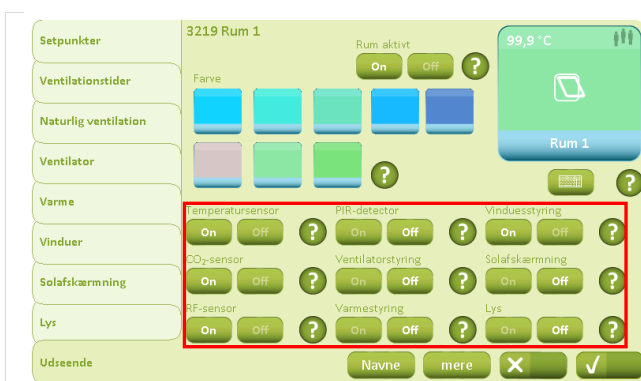 Setpunkter
Ventilationstider
Naturlig ventilation
Ventilator
Varme
Vinduer
Solafskærmning
Lys
Udseende
3219 Rum 1
Rum aktivt
On Off ?
Farve
?
99,9 °C
Rum 1
?
Temperatursensor PIR-detector Vinduesstyring
On Off ? On Off ? On Off ?
CO₂-sensor Ventilatorstyring Solafskærmning
On Off ? On Off ? On Off ?
RF-sensor Varmestyring Lys
On Off ? On Off ? On Off ?
Navne mere